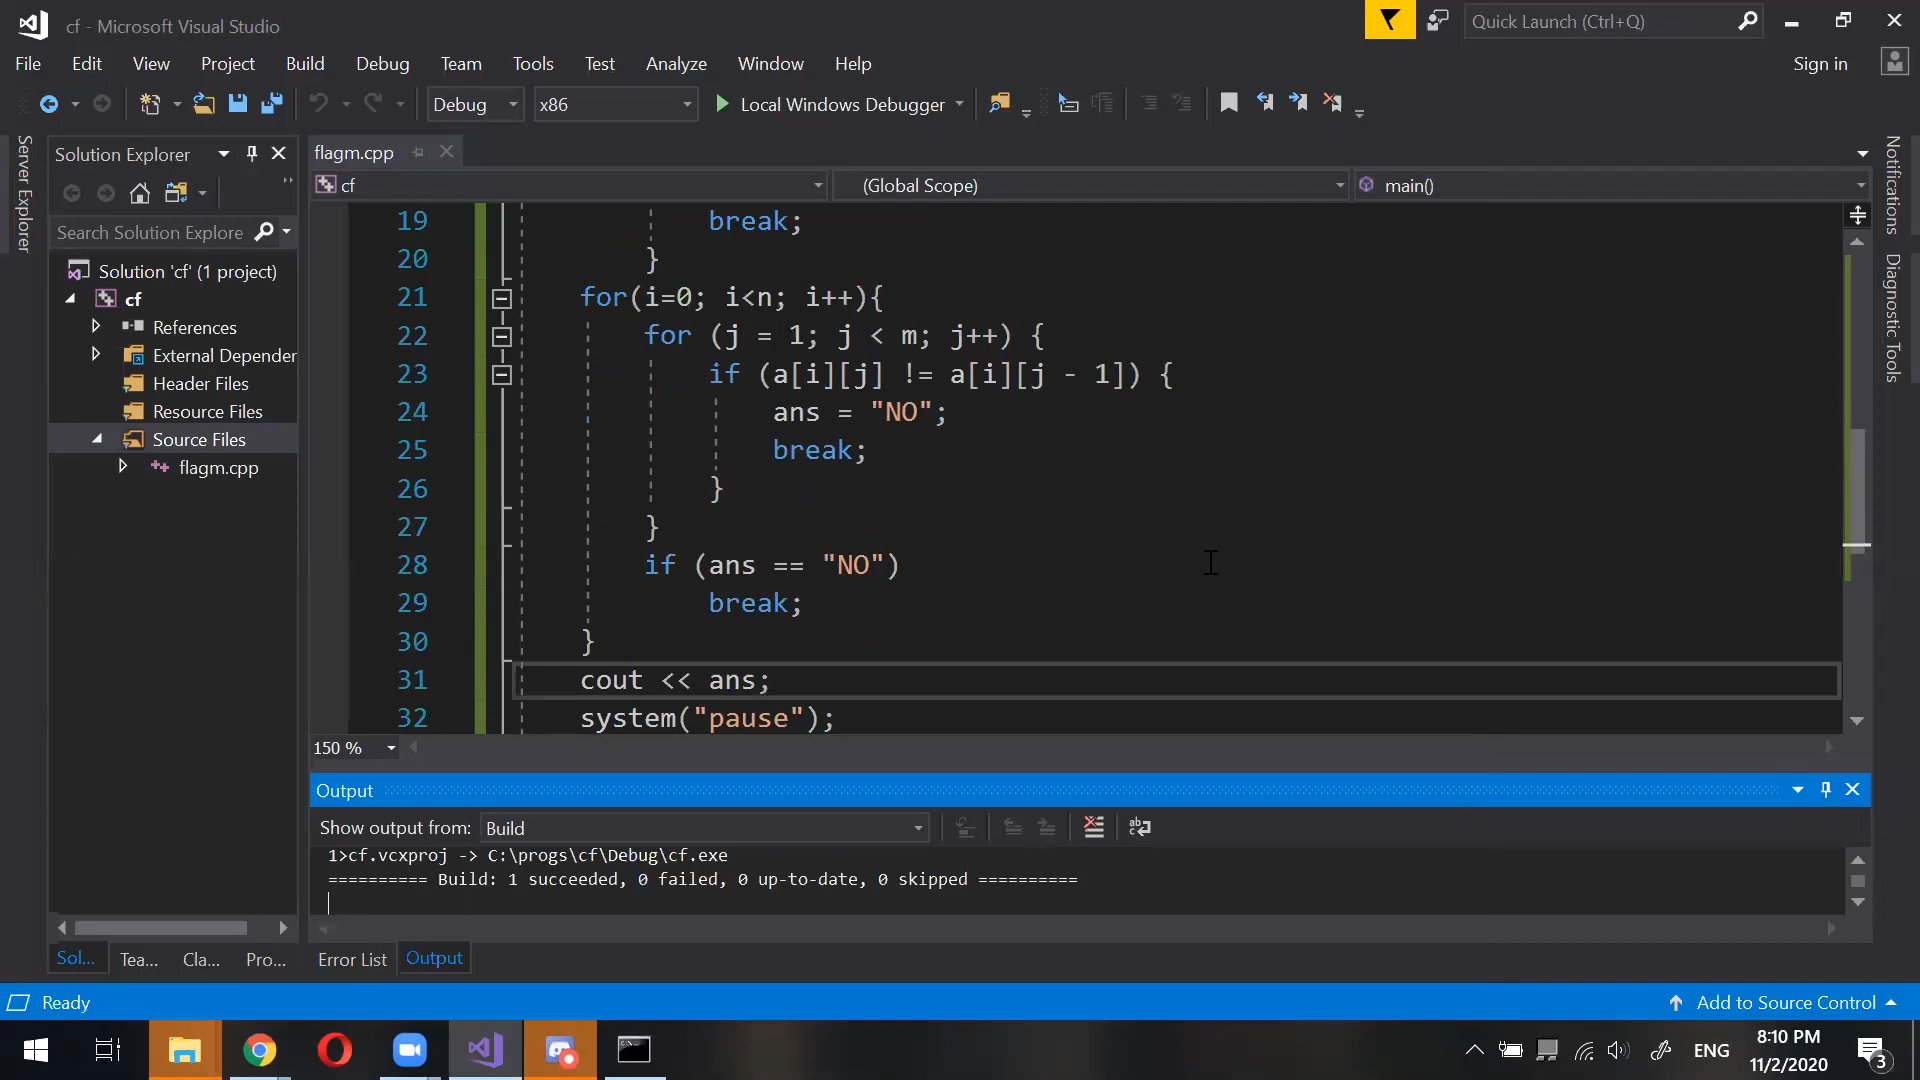 cf - Microsoft Visual Studio
Quick Launch (Ctrl+Q)
File Edit View Project Build Debug Team Tools Test Analyze Window Help
Sign in
Debug x86 Local Windows Debugger
Server Explorer
Solution Explorer
Search Solution Explore
Solution 'cf' (1 project)
cf
References
External Dependen
Header Files
Resource Files
Source Files
flagm.cpp
Sol... Tea... Cla... Pro...
flagm.cpp
cf (Global Scope) main()
19 break;
20 }
21 for(i=0; i<n; i++){
22 for (j = 1; j < m; j++) {
23 if (a[i][j] != a[i][j - 1]) {
24 ans = "NO";
25 break;
26 }
27 }
28 if (ans == "NO")
29 break;
30 }
31 cout << ans;
32 system("pause");
150 %
Notifications
Diagnostic Tools
Output
Show output from: Build
1>cf.vcxproj -> C:\progs\cf\Debug\cf.exe
========== Build: 1 succeeded, 0 failed, 0 up-to-date, 0 skipped ==========
Error List Output
Ready
Add to Source Control
ENG
8:10 PM
11/2/2020
3